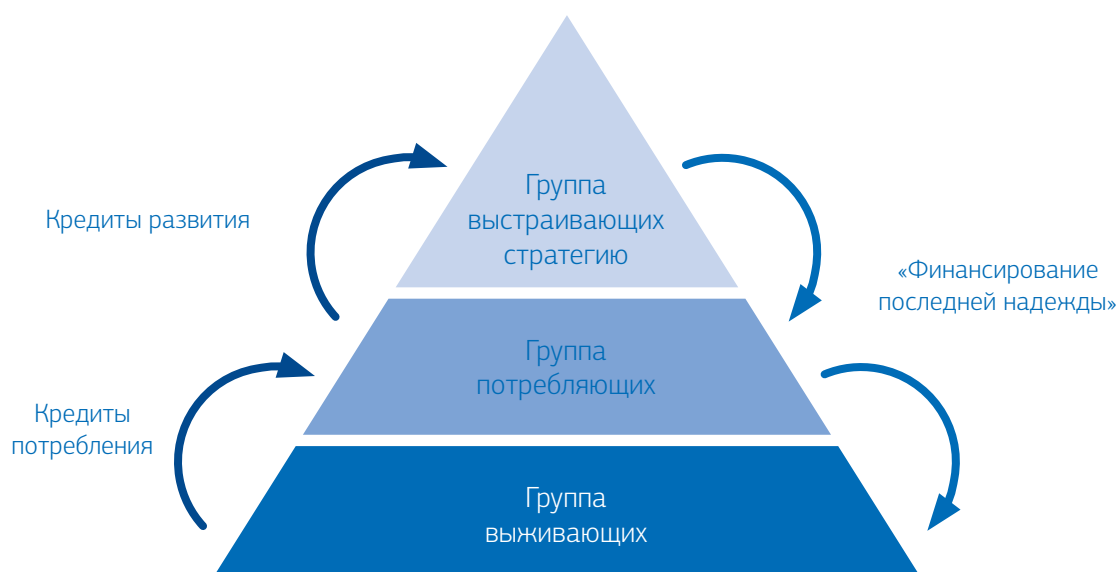 Группа
выстраивающих
стратегию
Кредиты развития
«Финансирование
последней надежды»
Группа
потребляющих
Кредиты
потребления
Группа
выживающих